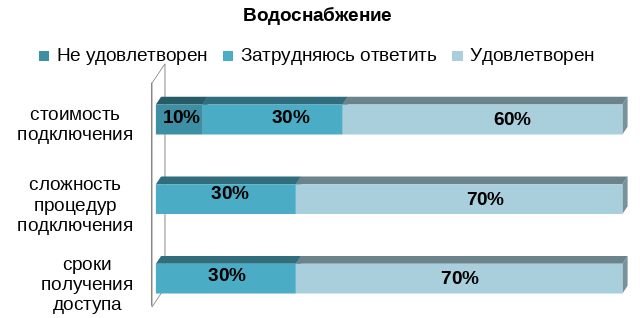 Водоснабжение
Не удовлетворен Затрудняюсь ответить Удовлетворен
стоимость
подключения
10% 30% 60%
сложность
процедур
подключения
30% 70%
сроки
получения
доступа
30% 70%